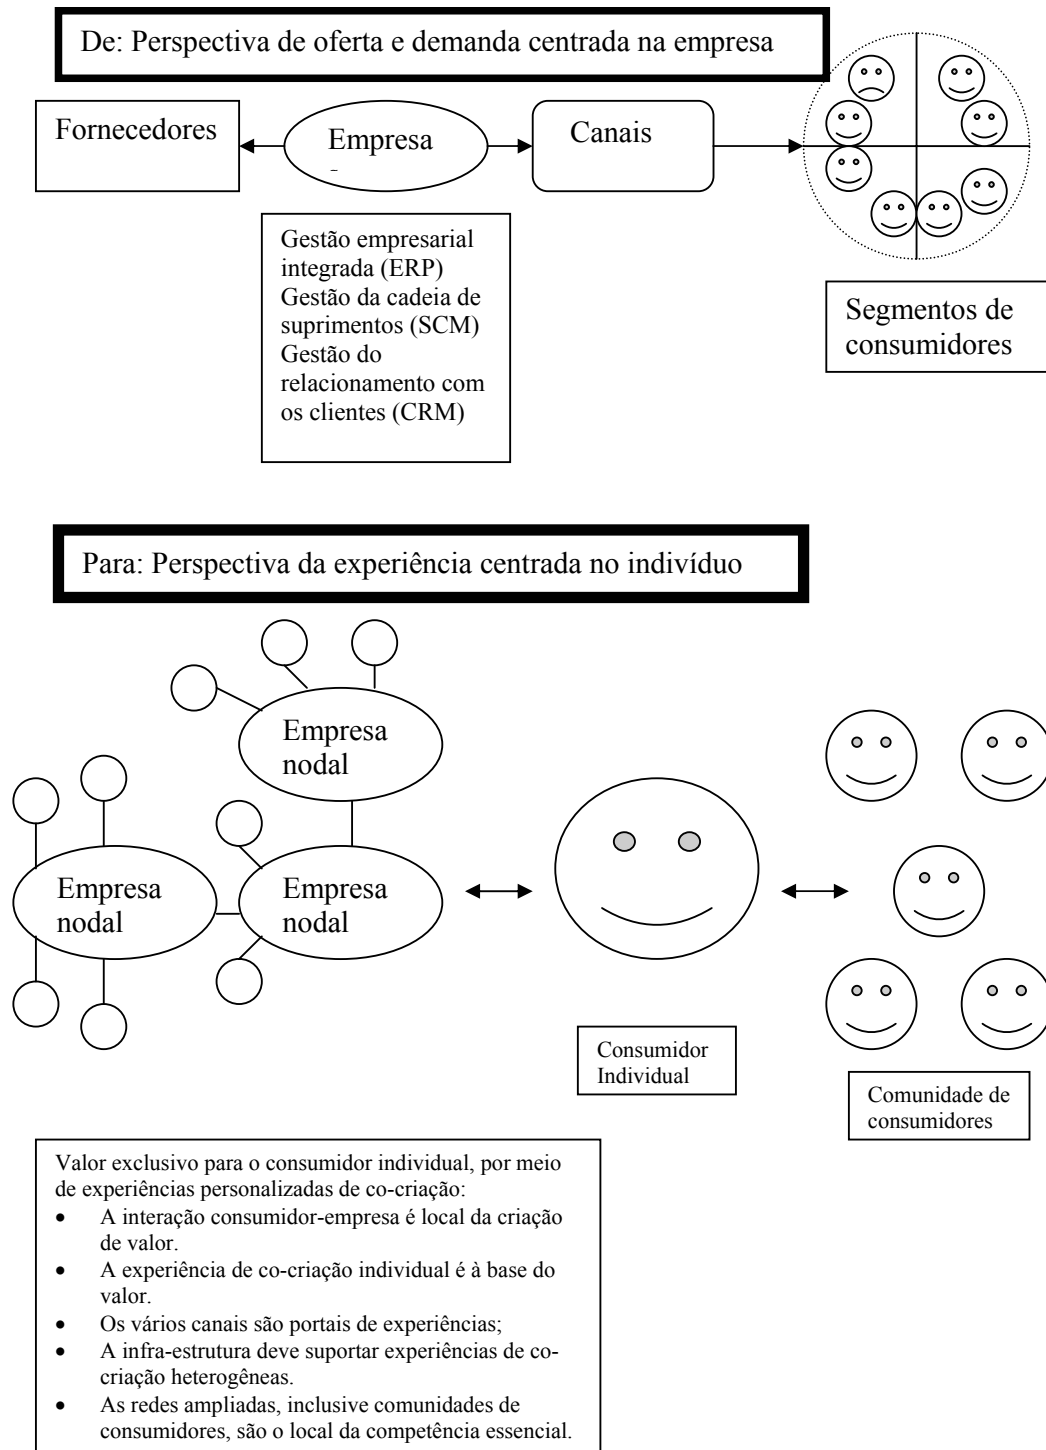 De: Perspectiva de oferta e demanda centrada na empresa
Fornecedores
Empresa
Canais
Gestão empresarial
integrada (ERP)
Gestão da cadeia de
suprimentos (SCM)
Gestão do
relacionamento com
os clientes (CRM)
Segmentos de
consumidores
Para: Perspectiva da experiência centrada no indivíduo
Empresa
nodal
Empresa
nodal
Empresa
nodal
Consumidor
Individual
Comunidade de
consumidores
Valor exclusivo para o consumidor individual, por meio
de experiências personalizadas de co-criação:
• A interação consumidor-empresa é local da criação
de valor.
• A experiência de co-criação individual é à base do
valor.
• Os vários canais são portais de experiências;
• A infra-estrutura deve suportar experiências de co-
criação heterogêneas.
• As redes ampliadas, inclusive comunidades de
consumidores, são o local da competência essencial.